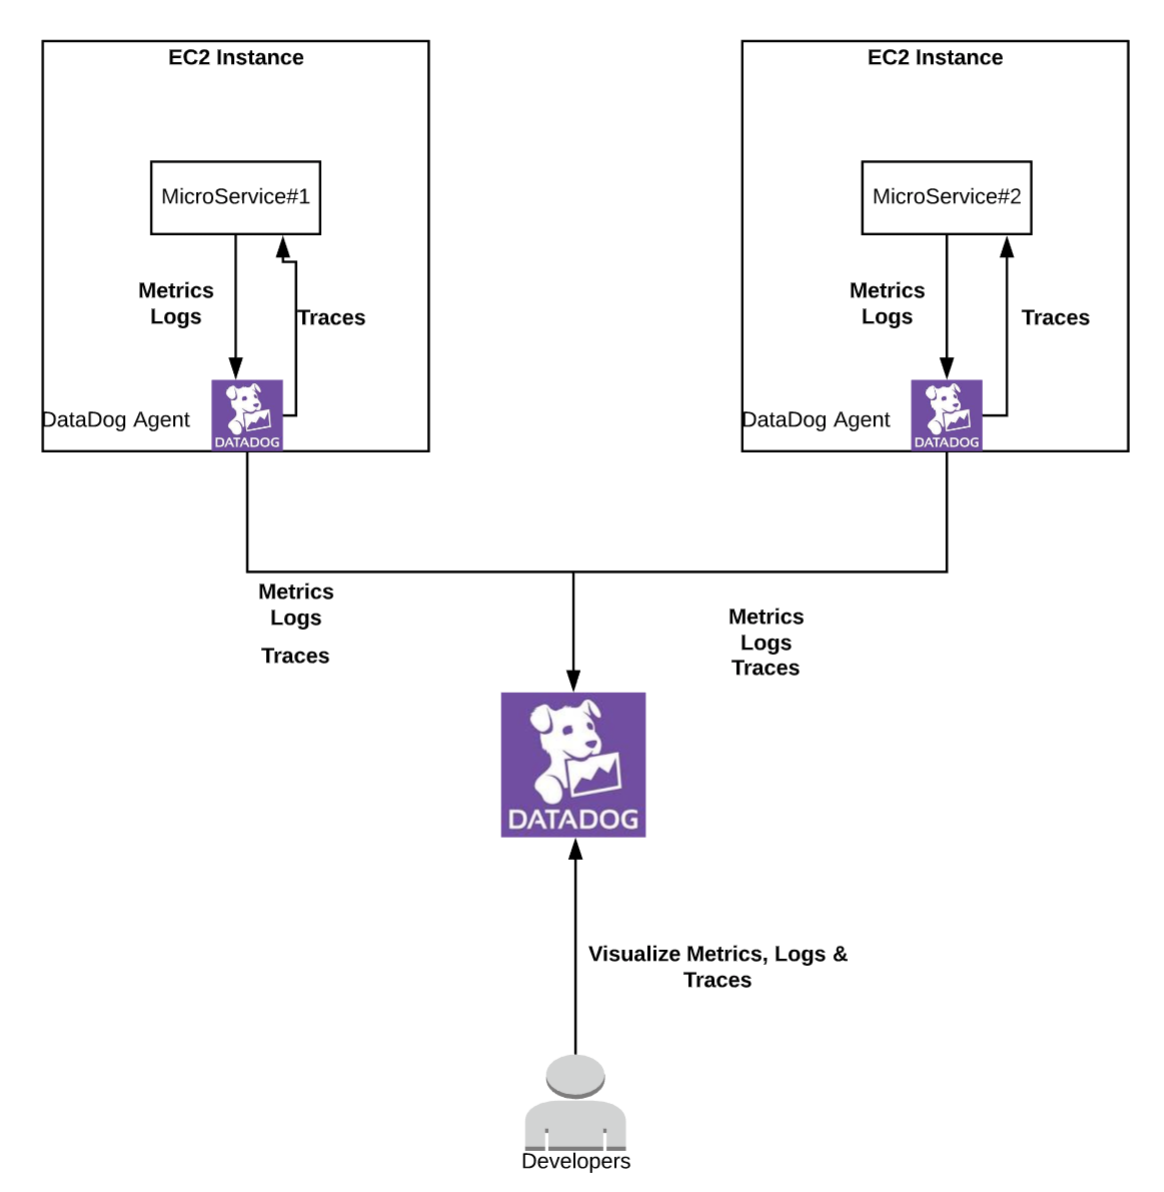 EC2 Instance
MicroService#1
Metrics
Logs
Traces
DataDog Agent
DATADOG
EC2 Instance
MicroService#2
Metrics
Logs
Traces
DataDog Agent
DATADOG
Metrics
Logs
Traces
Metrics
Logs
Traces
DATADOG
Visualize Metrics, Logs &
Traces
Developers